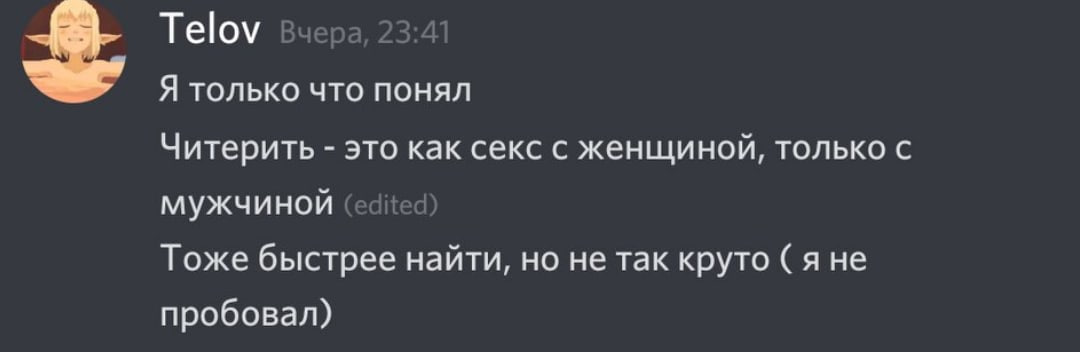 Telov Вчера, 23:41
Я только что понял
Читерить - это как секс с женщиной, только с
мужчиной (edited)
Тоже быстрее найти, но не так круто ( я не
пробовал)